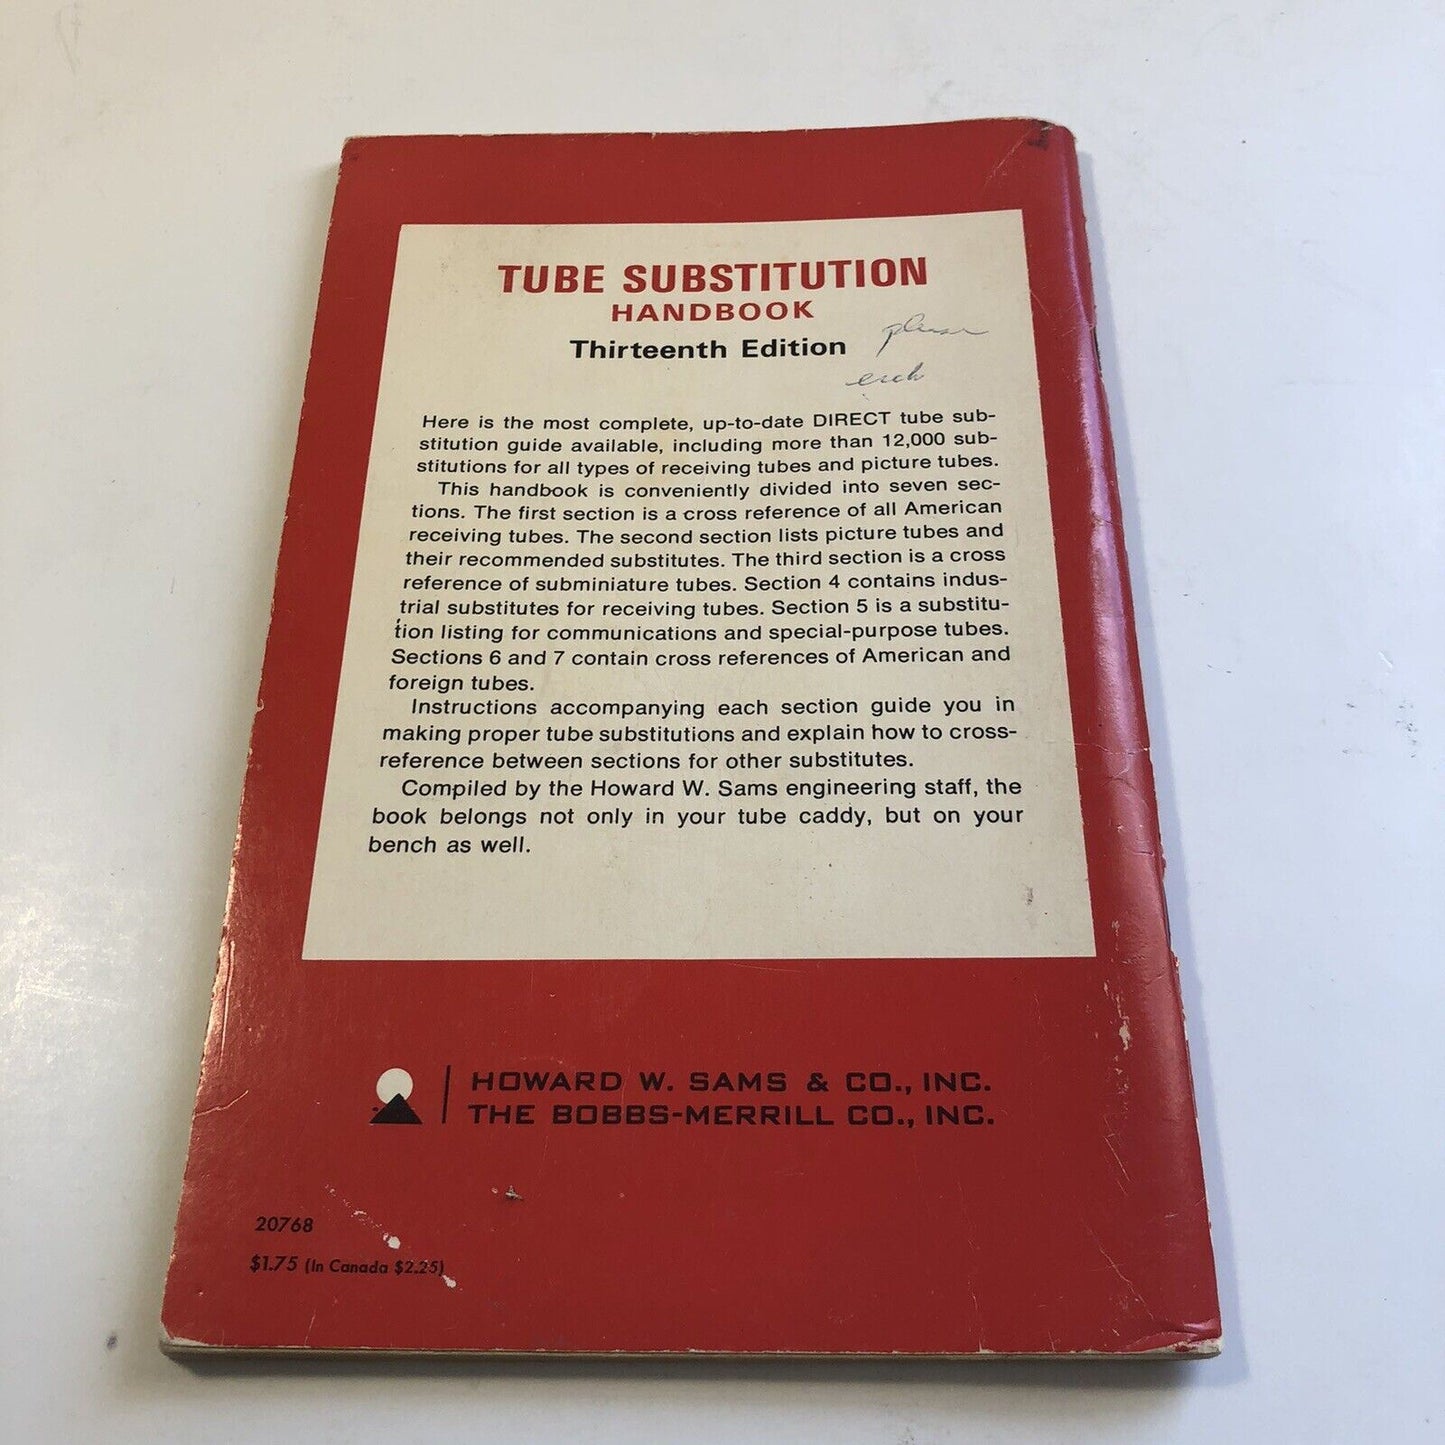 TUBE SUBSTITUTION
HANDBOOK
Thirteenth Edition
Here is the most complete, up-to-date DIRECT tube sub-
stitution guide available, including more than 12,000 sub-
stitutions for all types of receiving tubes and picture tubes.
This handbook is conveniently divided into seven sec-
tions. The first section is a cross reference of all American
receiving tubes. The second section lists picture tubes and
their recommended substitutes. The third section is a cross
reference of subminiature tubes. Section 4 contains indus-
trial substitutes for receiving tubes. Section 5 is a substitu-
tion listing for communications and special-purpose tubes.
Sections 6 and 7 contain cross references of American and
foreign tubes.
Instructions accompanying each section guide you in
making proper tube substitutions and explain how to cross-
reference between sections for other substitutes.
Compiled by the Howard W. Sams engineering staff, the
book belongs not only in your tube caddy, but on your
bench as well.
HOWARD W. SAMS & CO., INC.
THE BOBBS-MERRILL CO., INC.
20768
$1.75 (In Canada $2.25)